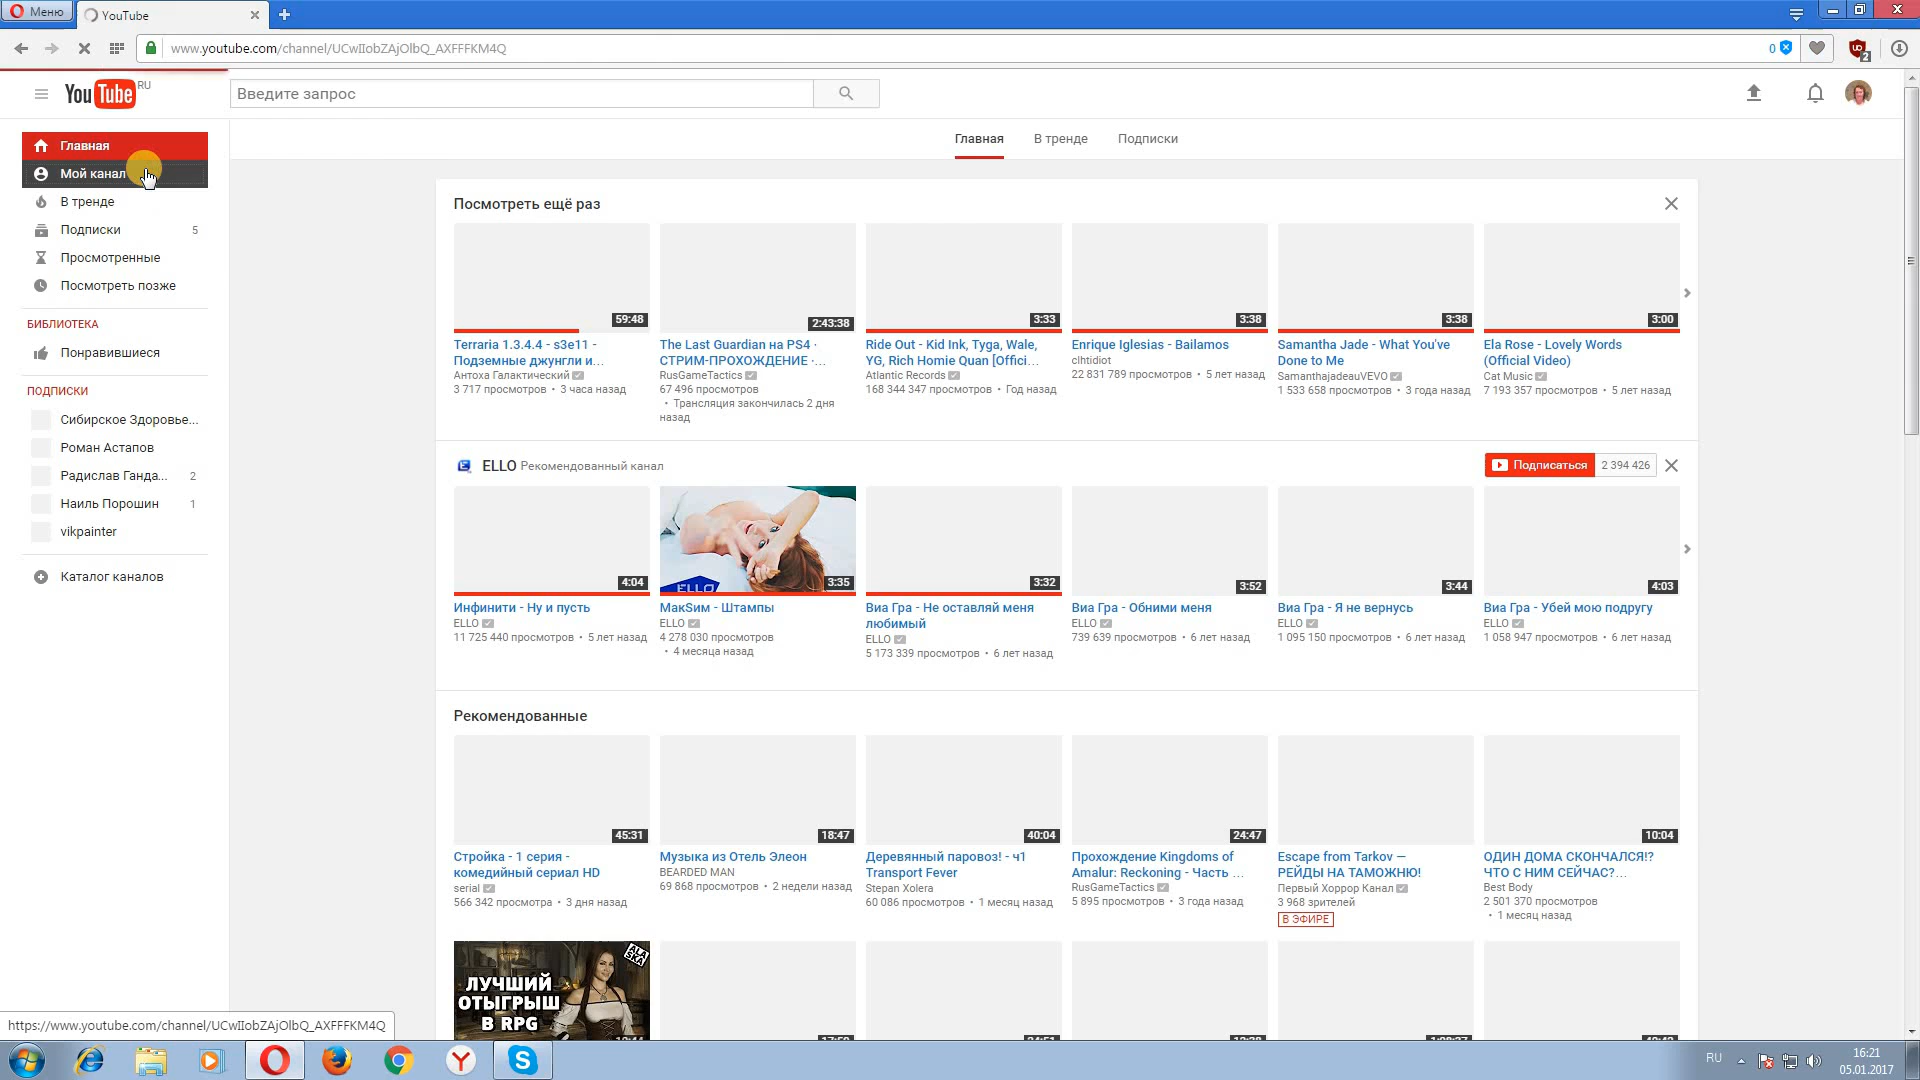 Меню
YouTube
www.youtube.com/channel/UCwIIobZAjOlbQ_AXFFFKM4Q
0
2
YouTube RU
Введите запрос
Главная
Мой канал
В тренде
Подписки 5
Просмотренные
Посмотреть позже
БИБЛИОТЕКА
Понравившиеся
ПОДПИСКИ
Сибирское Здоровье...
Роман Астапов
Радислав Ганда... 2
Наиль Порошин 1
vikpainter
Каталог каналов
Главная В тренде Подписки
Посмотреть ещё раз
59:48
Terraria 1.3.4.4 - s3e11 -
Подземные джунгли и...
Антоха Галактический
3 717 просмотров • 3 часа назад
2:43:38
The Last Guardian на PS4 ·
СТРИМ-ПРОХОЖДЕНИЕ ·...
RusGameTactics
67 496 просмотров
• Трансляция закончилась 2 дня
назад
3:33
Ride Out - Kid Ink, Tyga, Wale,
YG, Rich Homie Quan [Offici...
Atlantic Records
168 344 347 просмотров • Год назад
3:38
Enrique Iglesias - Bailamos
clhtidiot
22 831 789 просмотров • 5 лет назад
3:38
Samantha Jade - What You've
Done to Me
SamanthajadeauVEVO
1 533 658 просмотров • 3 года назад
3:00
Ela Rose - Lovely Words
(Official Video)
Cat Music
7 193 357 просмотров • 5 лет назад
ELLO Рекомендованный канал
Подписаться 2 394 426
4:04
Инфинити - Ну и пусть
ELLO
11 725 440 просмотров • 5 лет назад
ELLO
3:35
МакSим - Штампы
ELLO
4 278 030 просмотров
• 4 месяца назад
3:32
Виа Гра - Не оставляй меня
любимый
ELLO
5 173 339 просмотров • 6 лет назад
3:52
Виа Гра - Обними меня
ELLO
739 639 просмотров • 6 лет назад
3:44
Виа Гра - Я не вернусь
ELLO
1 095 150 просмотров • 6 лет назад
4:03
Виа Гра - Убей мою подругу
ELLO
1 058 947 просмотров • 6 лет назад
Рекомендованные
45:31
Стройка - 1 серия -
комедийный сериал HD
serial
566 342 просмотра • 3 дня назад
18:47
Музыка из Отель Элеон
BEARDED MAN
69 868 просмотров • 2 недели назад
40:04
Деревянный паровоз! - ч1
Transport Fever
Stepan Xolera
60 086 просмотров • 1 месяц назад
24:47
Прохождение Kingdoms of
Amalur: Reckoning - Часть ...
RusGameTactics
5 895 просмотров • 3 года назад
Escape from Tarkov —
РЕЙДЫ НА ТАМОЖНЮ!
Первый Хоррор Канал
3 968 зрителей
В ЭФИРЕ
10:04
ОДИН ДОМА СКОНЧАЛСЯ!?
ЧТО С НИМ СЕЙЧАС?...
Best Body
2 501 370 просмотров
• 1 месяц назад
ALASKA
ЛУЧШИЙ
ОТЫГРЫШ
В RPG
https://www.youtube.com/channel/UCwIIobZAjOlbQ_AXFFFKM4Q
RU
16:21
05.01.2017